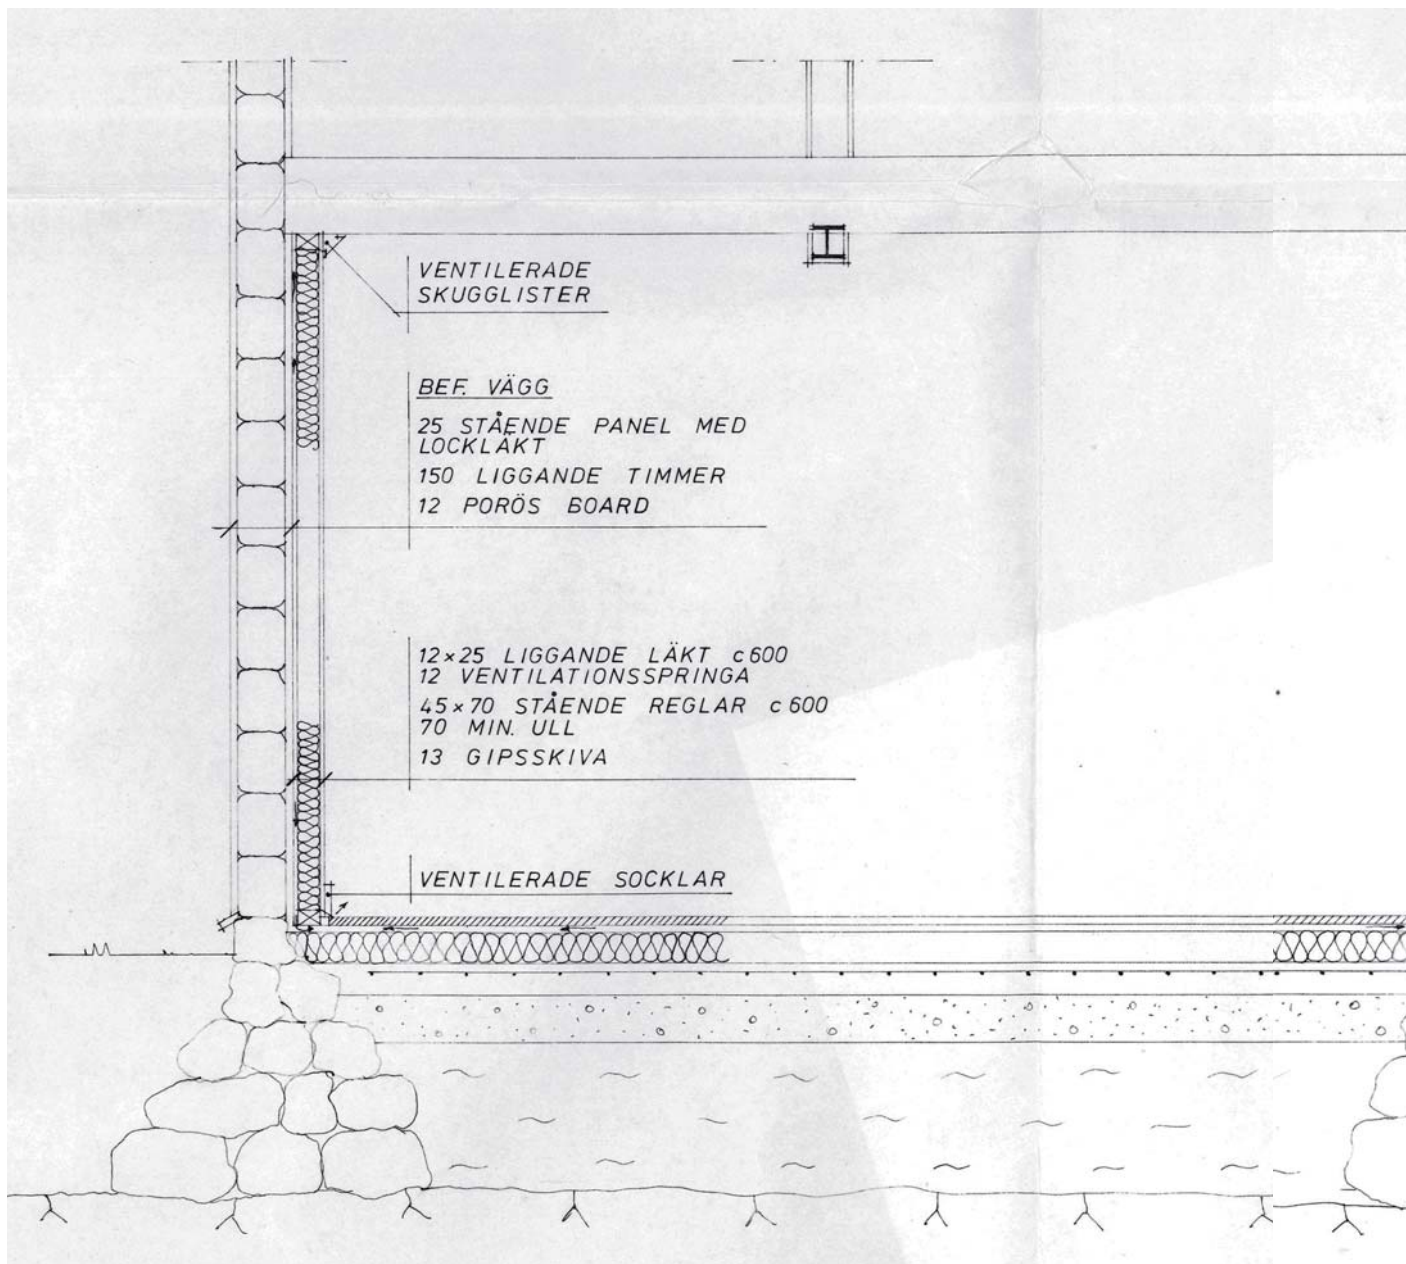 VENTILERADE
SKUGGLISTER
BEF. VÄGG
25 STÅENDE PANEL MED
LOCKLÄKT
150 LIGGANDE TIMMER
12 PORÖS BOARD
12×25 LIGGANDE LÄKT c 600
12 VENTILATIONSSPRINGA
45×70 STÅENDE REGLAR c 600
70 MIN. ULL
13 GIPSSKIVA
VENTILERADE SOCKLAR